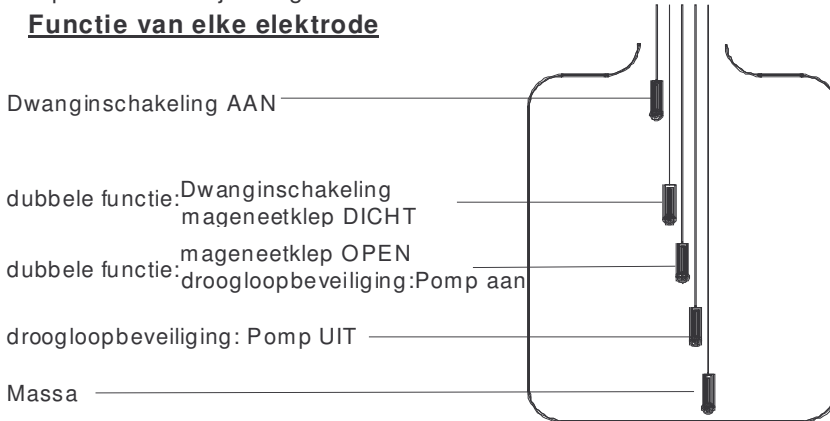 Functie van elke elektrode
Dwanginschakeling AAN
dubbele functie: Dwanginschakeling
mageneetklep DICHT
dubbele functie: mageneetklep OPEN
droogloopbeveiliging:Pomp aan
droogloopbeveiliging: Pomp UIT
Massa